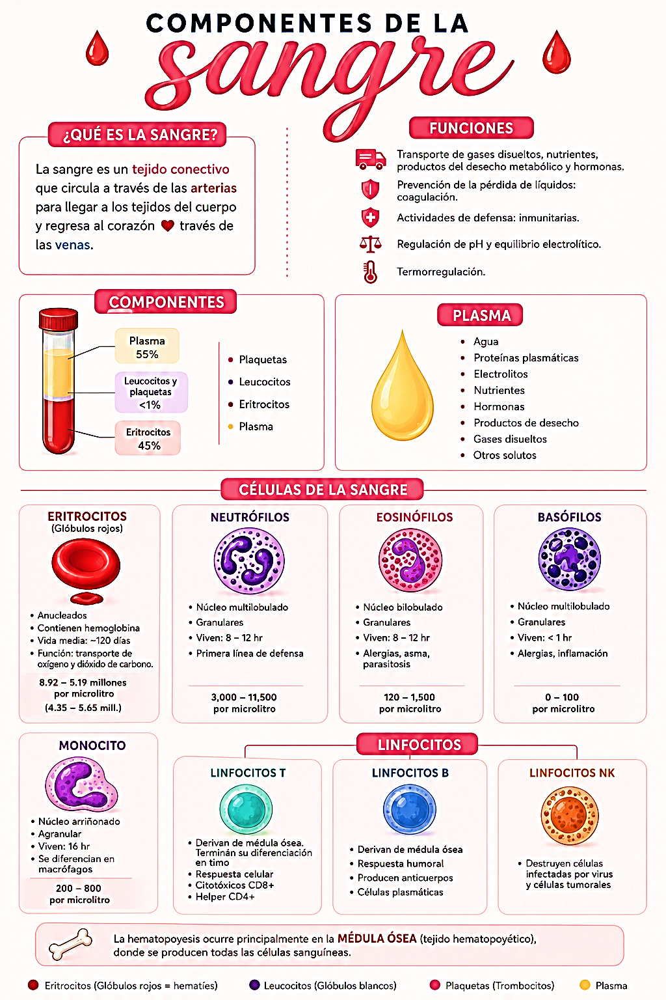 COMPONENTES DE LA
sangre
¿QUÉ ES LA SANGRE?
La sangre es un tejido conectivo
que circula a través de las arterias
para llegar a los tejidos del cuerpo
y regresa al corazón través de
las venas.
FUNCIONES
Transporte de gases disueltos, nutrientes,
productos del desecho metabólico y hormonas.
Prevención de la pérdida de líquidos:
coagulación.
Actividades de defensa: inmunitarias.
Regulación de pH y equilibrio electrolítico.
Termorregulación.
COMPONENTES
Plasma
55%
Leucocitos y
plaquetas
<1%
Eritrocitos
45%
• Plaquetas
• Leucocitos
• Eritrocitos
• Plasma
PLASMA
• Agua
• Proteínas plasmáticas
• Electrolitos
• Nutrientes
• Hormonas
• Productos de desecho
• Gases disueltos
• Otros solutos
CÉLULAS DE LA SANGRE
ERITROCITOS
(Glóbulos rojos)
• Anucleados
• Contienen hemoglobina
• Vida media: ~120 días
• Función: transporte de
oxígeno y dióxido de carbono.
8.92 – 5.19 millones
por microlitro
(4.35 – 5.65 mill.)
NEUTRÓFILOS
• Núcleo multilobulado
• Granulares
• Viven: 8 – 12 hr
• Primera línea de defensa
3,000 – 11,500
por microlitro
EOSINÓFILOS
• Núcleo bilobulado
• Granulares
• Viven: 8 – 12 hr
• Alergias, asma,
parasitosis
120 – 1,500
por microlitro
BASÓFILOS
• Núcleo multilobulado
• Granulares
• Viven: < 1 hr
• Alergias, inflamación
0 – 100
por microlitro
MONOCITO
• Núcleo arriñonado
• Agranular
• Viven: 16 hr
• Se diferencian en
macrófagos
200 – 800
por microlitro
LINFOCITOS
LINFOCITOS T
• Derivan de médula ósea.
Terminán su diferenciación
en timo
• Respuesta celular
• Citotóxicos CD8+
• Helper CD4+
LINFOCITOS B
• Derivan de médula ósea
• Respuesta humoral
• Producen anticuerpos
• Células plasmáticas
LINFOCITOS NK
• Destruyen células
infectadas por virus
y células tumorales
La hematopoyesis ocurre principalmente en la MÉDULA ÓSEA (tejido hematopoyético),
donde se producen todas las células sanguíneas.
Eritrocitos (Glóbulos rojos = hematíes)
Leucocitos (Glóbulos blancos)
Plaquetas (Trombocitos)
Plasma